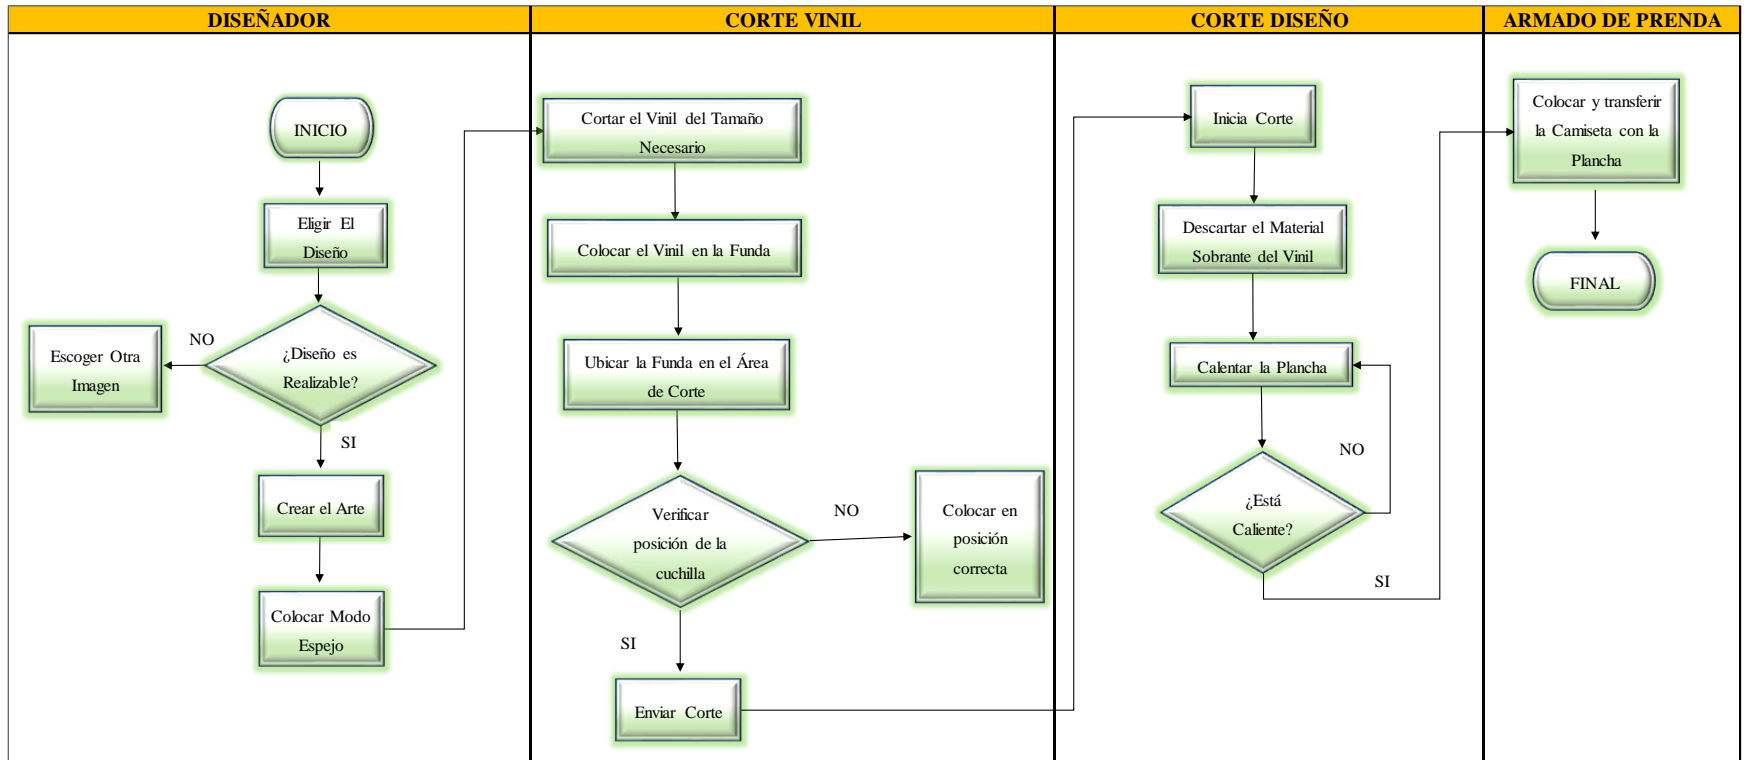 DISEÑADOR
CORTE VINIL
CORTE DISEÑO
ARMADO DE PRENDA
INICIO
Eligir El
Diseño
¿Diseño es
Realizable?
NO
Escoger Otra
Imagen
SI
Crear el Arte
Colocar Modo
Espejo
Cortar el Vinil del Tamaño
Necesario
Colocar el Vinil en la Funda
Ubicar la Funda en el Área
de Corte
Verificar
posición de la
cuchilla
NO
Colocar en
posición
correcta
SI
Enviar Corte
Inicia Corte
Descartar el Material
Sobrante del Vinil
Calentar la Plancha
NO
¿Está
Caliente?
SI
Colocar y transferir
la Camiseta con la
Plancha
FINAL